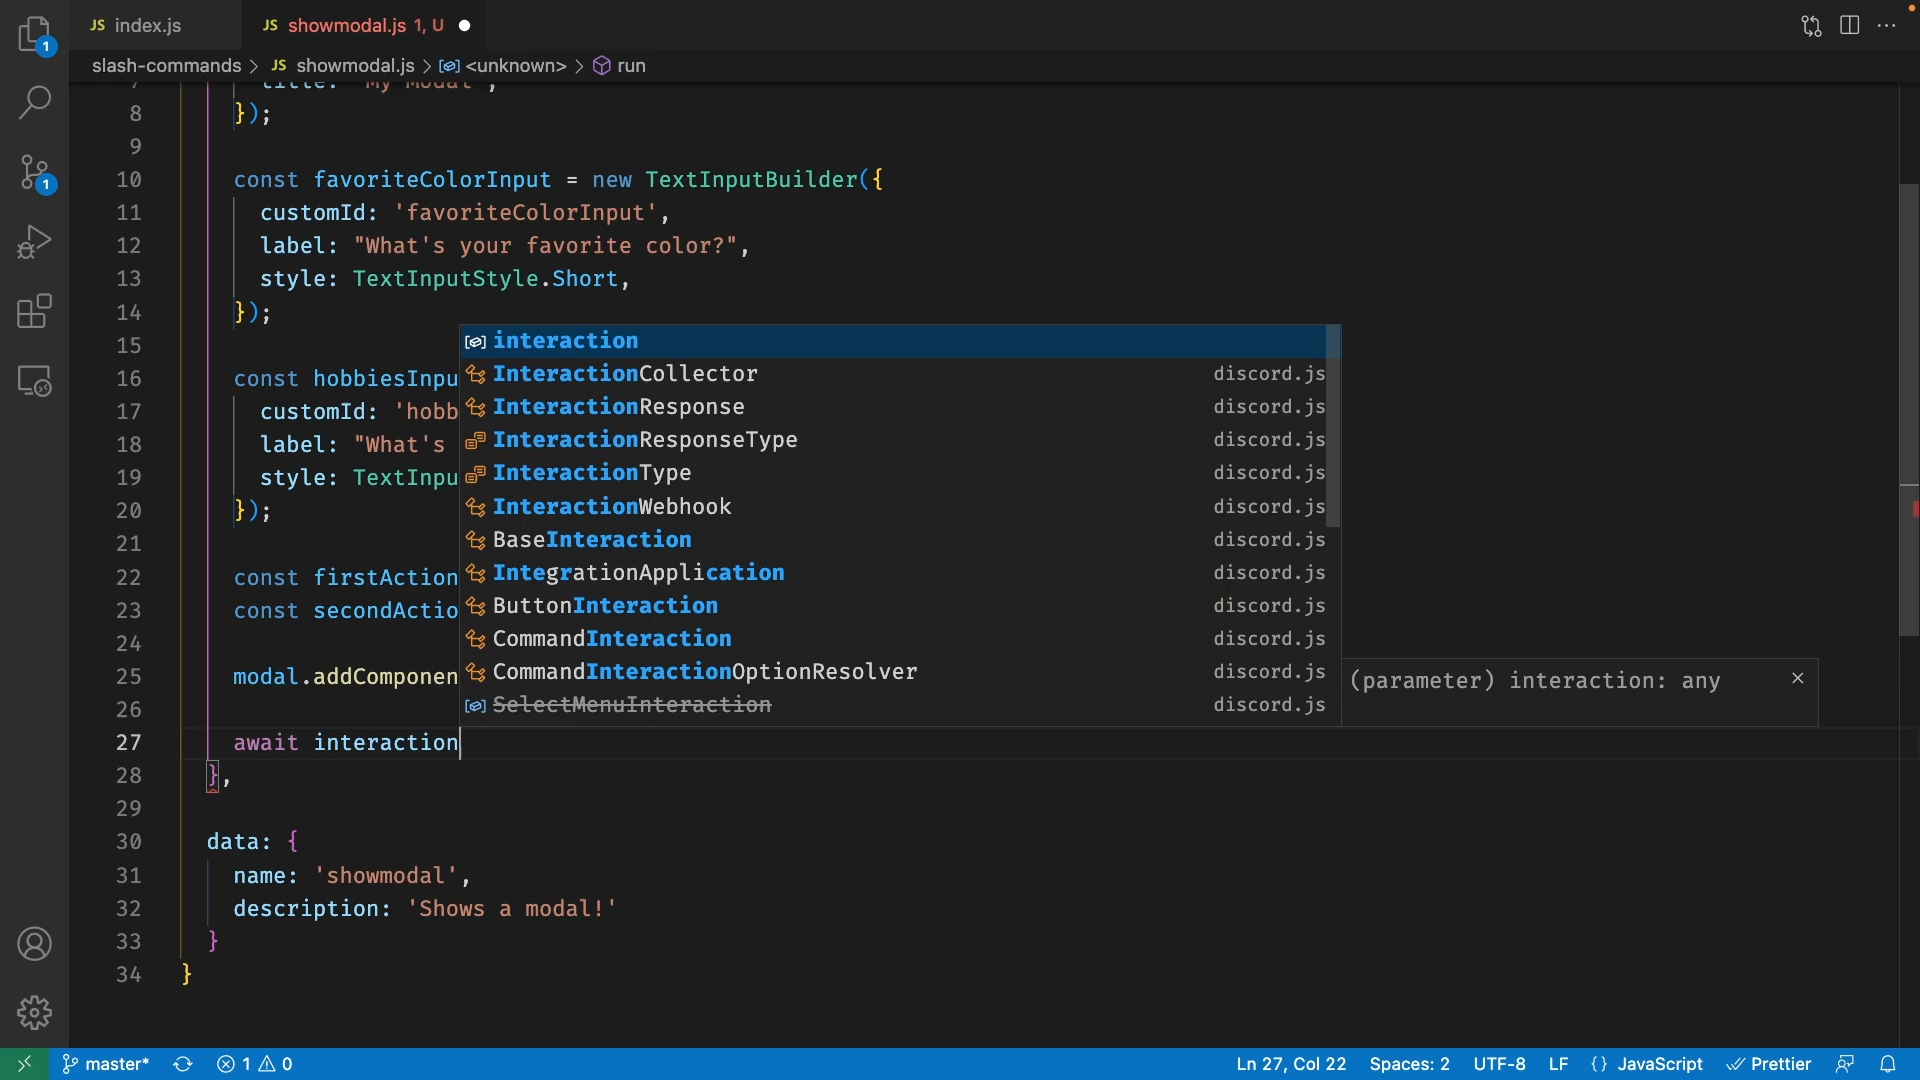 JS index.js
JS showmodal.js 1, U
slash-commands > JS showmodal.js > <unknown> > run
7 title: 'My Modal',
8 });
9
10 const favoriteColorInput = new TextInputBuilder({
11 customId: 'favoriteColorInput',
12 label: "What's your favorite color?",
13 style: TextInputStyle.Short,
14 });
15
16 const hobbiesInpu
17 customId: 'hobb
18 label: "What's
19 style: TextInpu
20 });
21
22 const firstAction
23 const secondActio
24
25 modal.addComponen
26
27 await interaction
28 },
29
30 data: {
31 name: 'showmodal',
32 description: 'Shows a modal!'
33 }
34 }
interaction
InteractionCollector discord.js
InteractionResponse discord.js
InteractionResponseType discord.js
InteractionType discord.js
InteractionWebhook discord.js
BaseInteraction discord.js
IntegrationApplication discord.js
ButtonInteraction discord.js
CommandInteraction discord.js
CommandInteractionOptionResolver discord.js
SelectMenuInteraction discord.js
(parameter) interaction: any
1
1
master* 1 0 Ln 27, Col 22 Spaces: 2 UTF-8 LF {} JavaScript Prettier